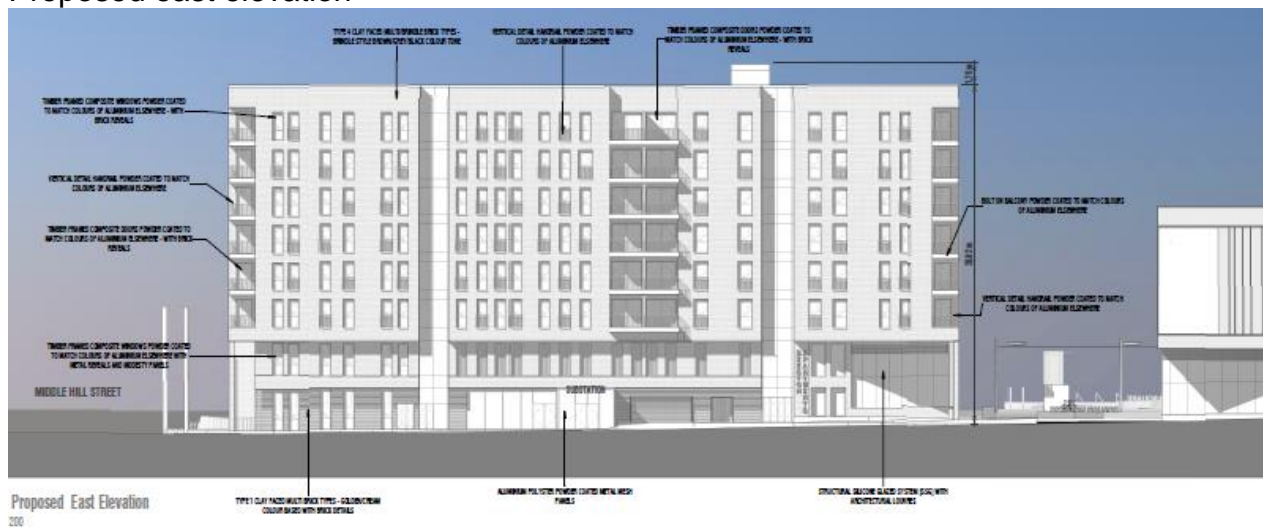 Proposed east elevation
TYPE 4 CLAY FACED MULTI BRINDLE BRICK TYPES -
BRINDLE STYLE BROWN/GREY/BLACK COLOUR TONE
VERTICAL DETAIL HANDRAIL POWDER COATED TO MATCH
COLOURS OF ALUMINIUM ELSEWHERE
TIMBER FRAMED COMPOSITE DOORS POWDER COATED TO
MATCH COLOURS OF ALUMINIUM ELSEWHERE - WITH BRICK
REVEALS
TIMBER FRAMED COMPOSITE WINDOWS POWDER COATED
TO MATCH COLOURS OF ALUMINIUM ELSEWHERE - WITH
BRICK REVEALS
VERTICAL DETAIL HANDRAIL POWDER COATED TO MATCH
COLOURS OF ALUMINIUM ELSEWHERE
TIMBER FRAMES COMPOSITE DOORS POWDER COATED TO
MATCH COLOURS OF ALUMINIUM ELSEWHERE - WITH BRICK
REVEALS
BOLT ON BALCONY POWDER COATED TO MATCH COLOURS
OF ALUMINIUM ELSEWHERE
VERTICAL DETAIL HANDRAIL POWDER COATED TO MATCH
COLOURS OF ALUMINIUM ELSEWHERE
TIMBER FRAMES COMPOSITE WINDOWS POWDER COATED
TO MATCH COLOURS OF ALUMINIUM ELSEWHERE WITH
METAL REVEALS AND MODESTY PANELS
MIDDLE HILL STREET
SUBSTATION
TYPE 1 CLAY FACED MULTI BRICK TYPES - GOLDEN/CREAM
COLOUR BASED WITH BRICK DETAILS
ALUMINIUM POLYSTER POWDER COATED METAL MESH
PANELS
STRUCTURAL SILICONE GLAZED SYSTEM (SSG) WITH
ARCHITECTURAL LOUVRES
Proposed East Elevation
200